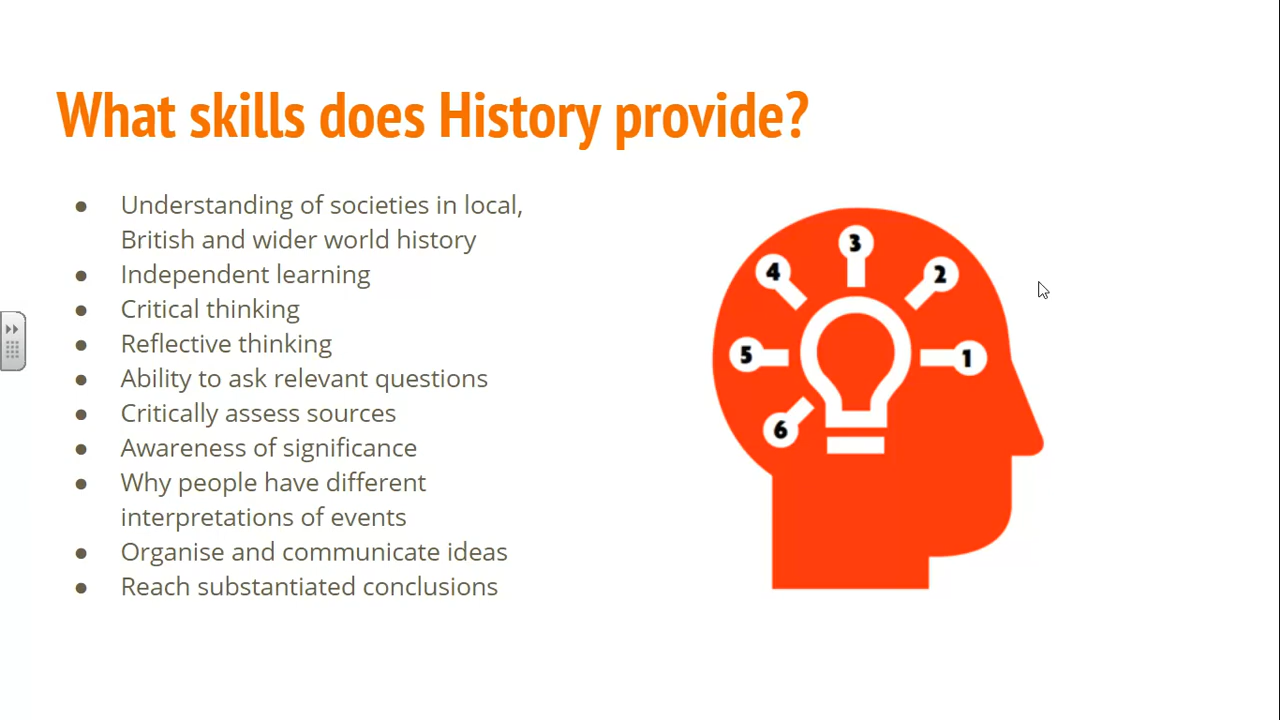 What skills does History provide?
● Understanding of societies in local,
British and wider world history
● Independent learning
● Critical thinking
● Reflective thinking
● Ability to ask relevant questions
● Critically assess sources
● Awareness of significance
● Why people have different
interpretations of events
● Organise and communicate ideas
● Reach substantiated conclusions
3
4
2
5
1
6